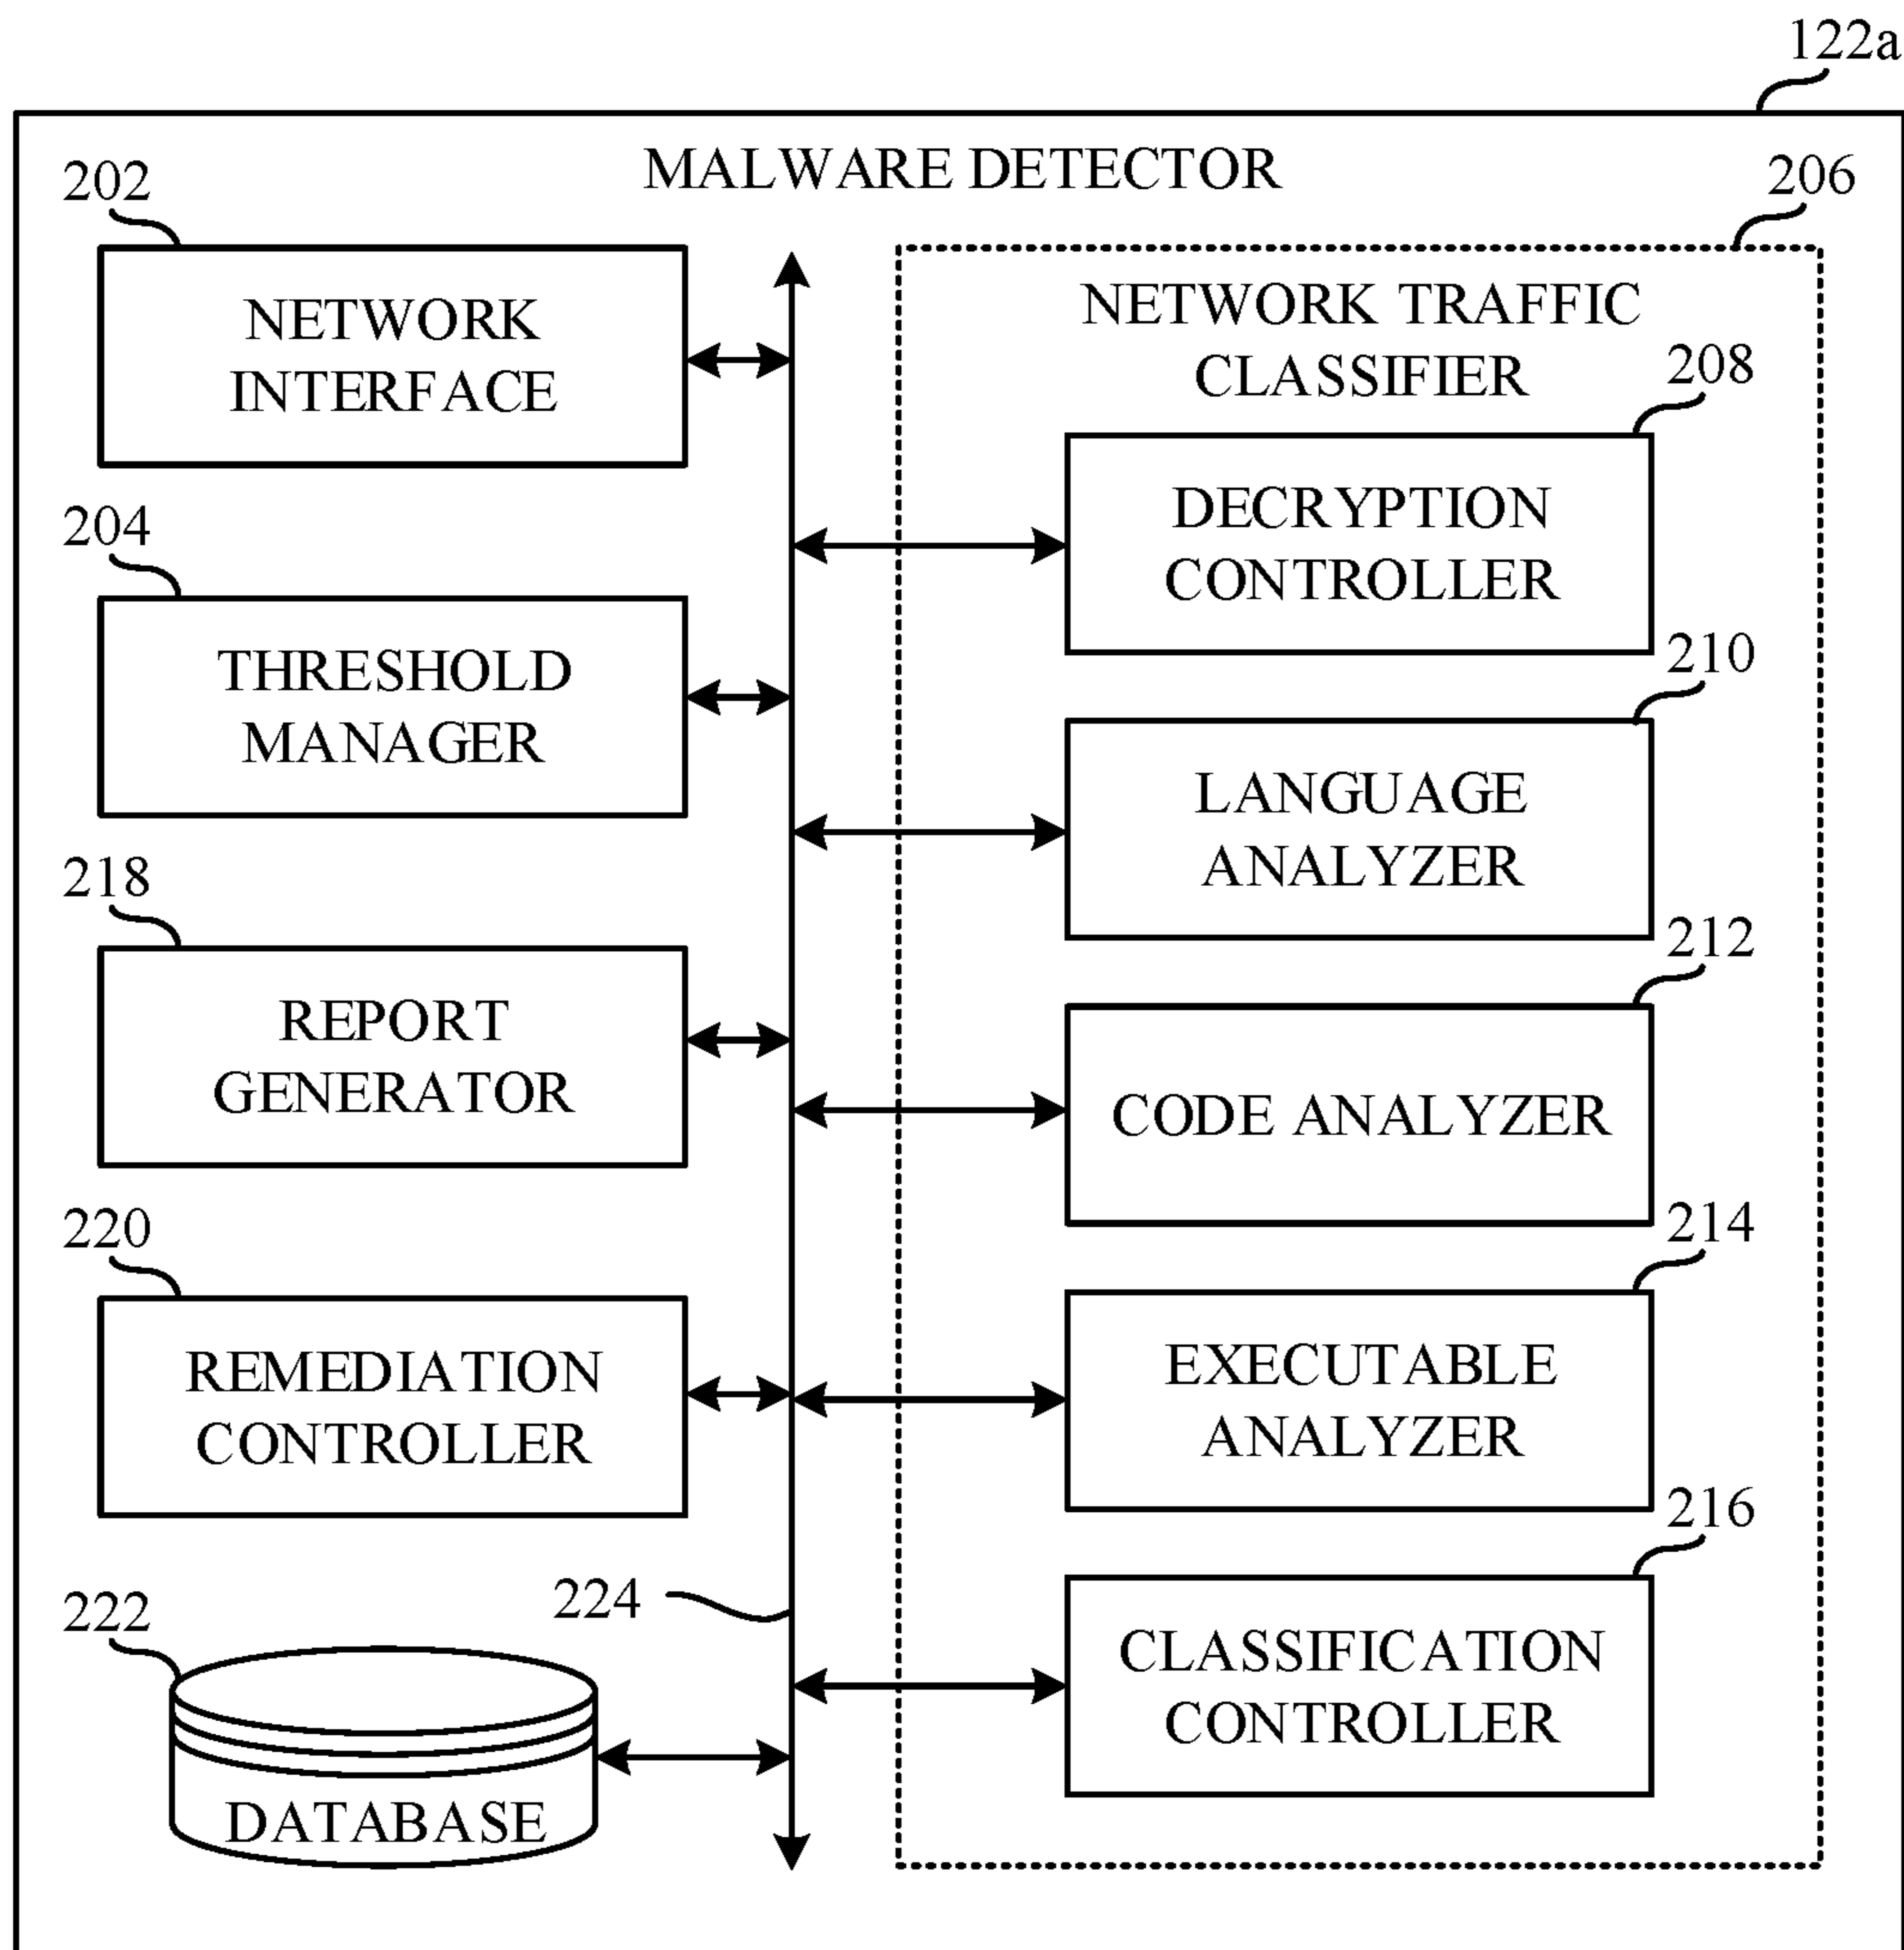 122a
MALWARE DETECTOR
202
NETWORK
INTERFACE
204
THRESHOLD
MANAGER
218
REPORT
GENERATOR
220
REMEDIATION
CONTROLLER
222
DATABASE
224
206
NETWORK TRAFFIC
CLASSIFIER
208
DECRYPTION
CONTROLLER
210
LANGUAGE
ANALYZER
212
CODE ANALYZER
214
EXECUTABLE
ANALYZER
216
CLASSIFICATION
CONTROLLER